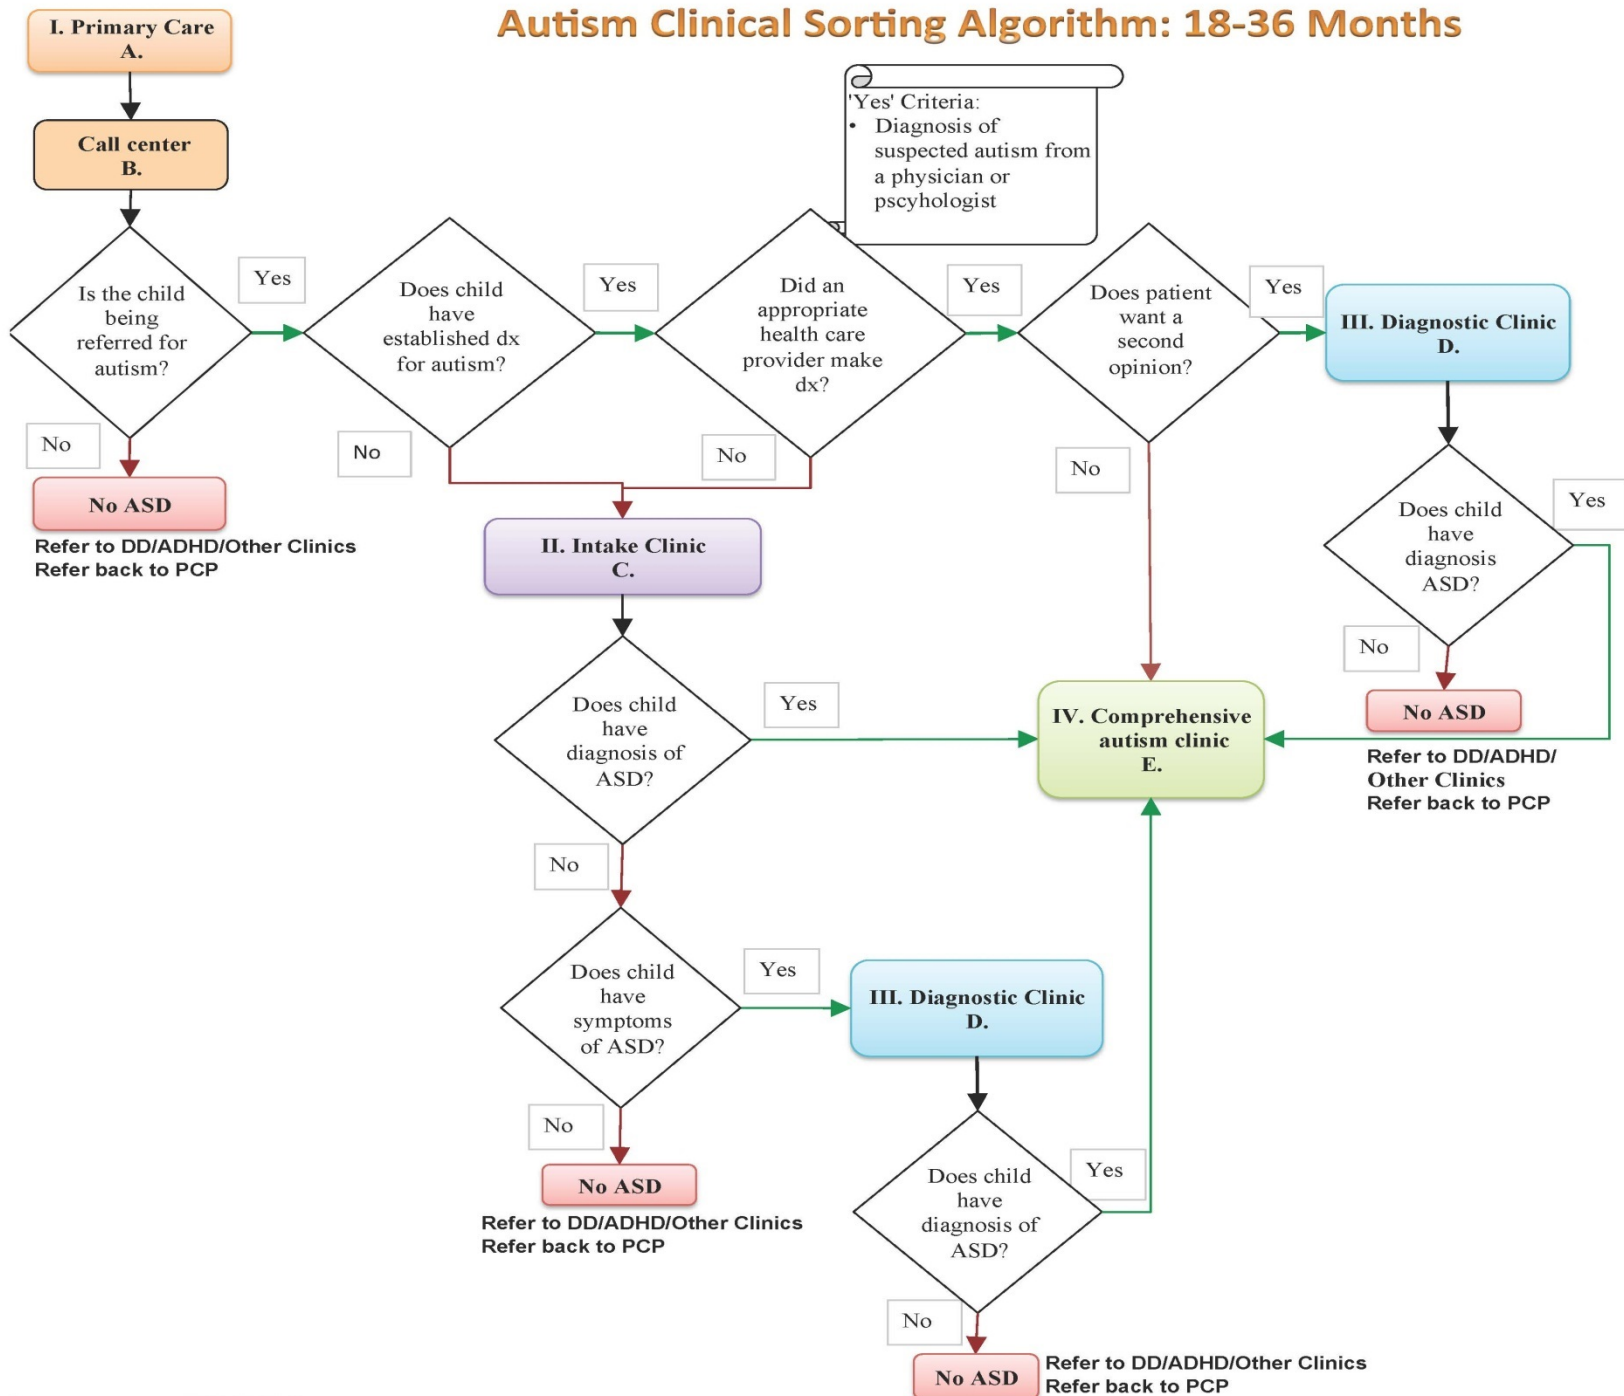 Autism Clinical Sorting Algorithm: 18-36 Months
I. Primary Care
A.
Call center
B.
'Yes' Criteria:
• Diagnosis of
suspected autism from
a physician or
pscyhologist
Is the child
being
referred for
autism?
Yes
Does child
have
established dx
for autism?
Yes
Did an
appropriate
health care
provider make
dx?
Yes
Does patient
want a
second
opinion?
Yes
III. Diagnostic Clinic
D.
No
No
No
No
No ASD
Refer to DD/ADHD/Other Clinics
Refer back to PCP
II. Intake Clinic
C.
Does child
have
diagnosis
ASD?
Yes
No
No ASD
Refer to DD/ADHD/
Other Clinics
Refer back to PCP
Does child
have
diagnosis of
ASD?
Yes
IV. Comprehensive
autism clinic
E.
No
Does child
have
symptoms
of ASD?
Yes
III. Diagnostic Clinic
D.
No
No ASD
Refer to DD/ADHD/Other Clinics
Refer back to PCP
Does child
have
diagnosis of
ASD?
Yes
No
No ASD
Refer to DD/ADHD/Other Clinics
Refer back to PCP